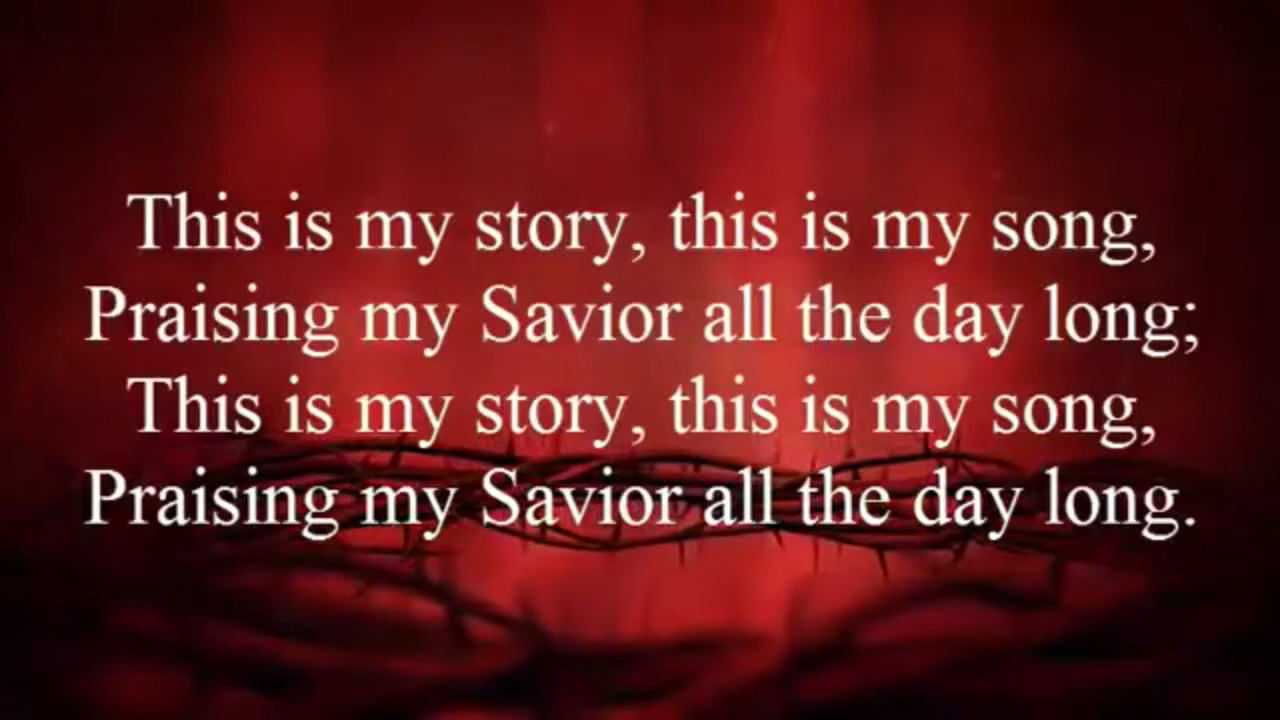 This is my story, this is my song,
Praising my Savior all the day long;
This is my story, this is my song,
Praising my Savior all the day long.